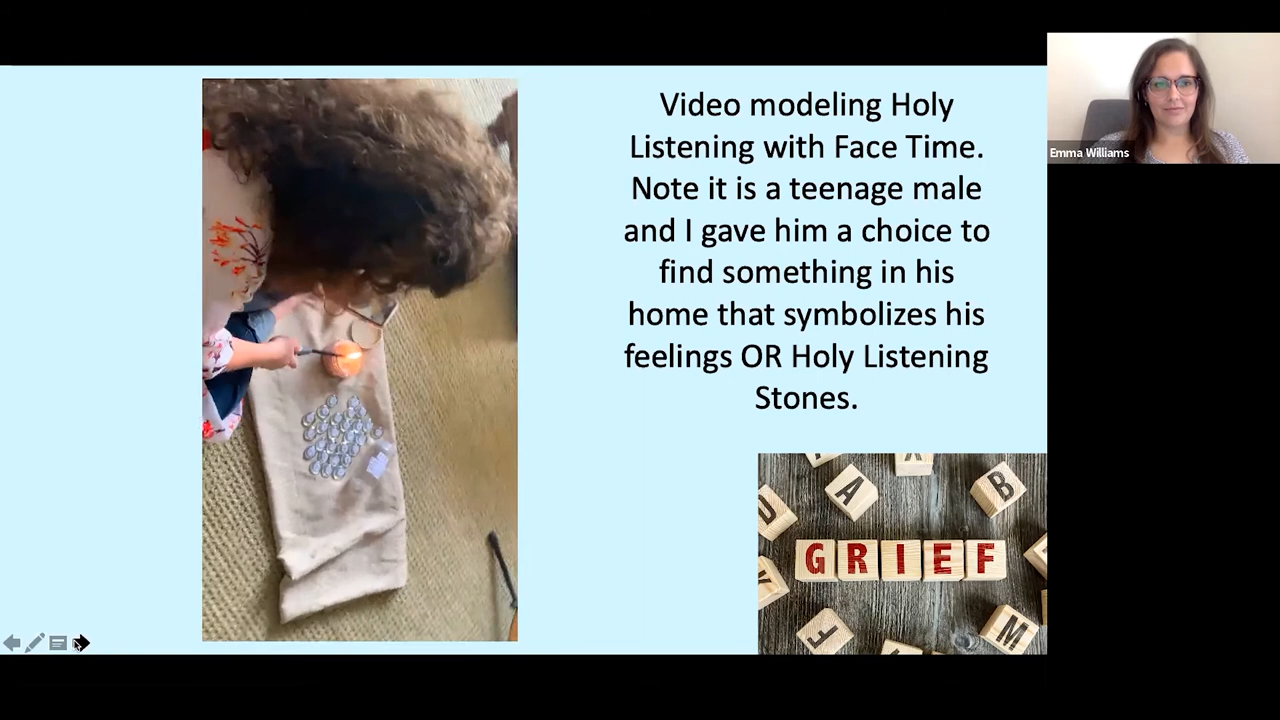 Video modeling Holy
Listening with Face Time.
Note it is a teenage male
and I gave him a choice to
find something in his
home that symbolizes his
feelings OR Holy Listening
Stones.
Emma Williams
A
B
GRIEF
F
M